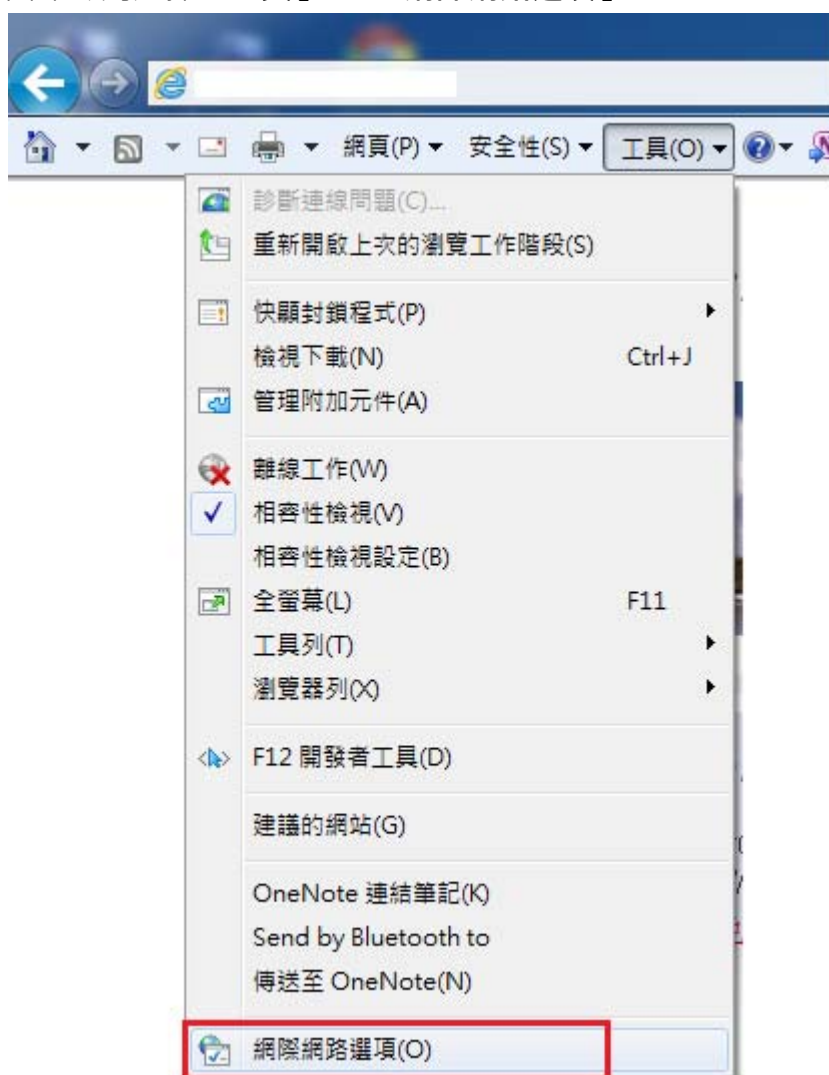 網頁(P) 安全性(S) 工具(O)
診斷連線問題(C)...
重新開啟上次的瀏覽工作階段(S)
快顯封鎖程式(P)
檢視下載(N) Ctrl+J
管理附加元件(A)
離線工作(W)
相容性檢視(V)
相容性檢視設定(B)
全螢幕(L) F11
工具列(T)
瀏覽器列(X)
F12 開發者工具(D)
建議的網站(G)
OneNote 連結筆記(K)
Send by Bluetooth to
傳送至 OneNote(N)
網際網路選項(O)